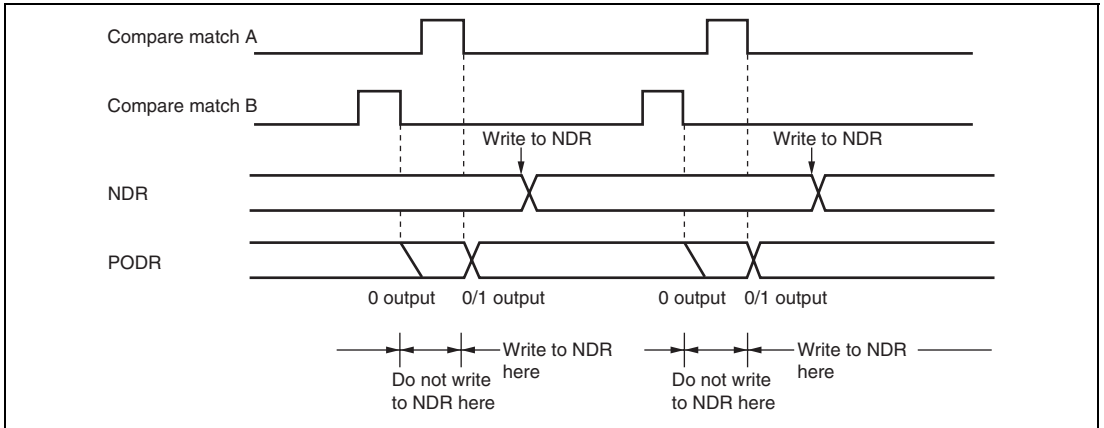 Compare match A
Compare match B
Write to NDR
Write to NDR
NDR
PODR
0 output
0/1 output
0 output
0/1 output
Write to NDR
here
Do not write
to NDR here
Write to NDR
here
Do not write
to NDR here